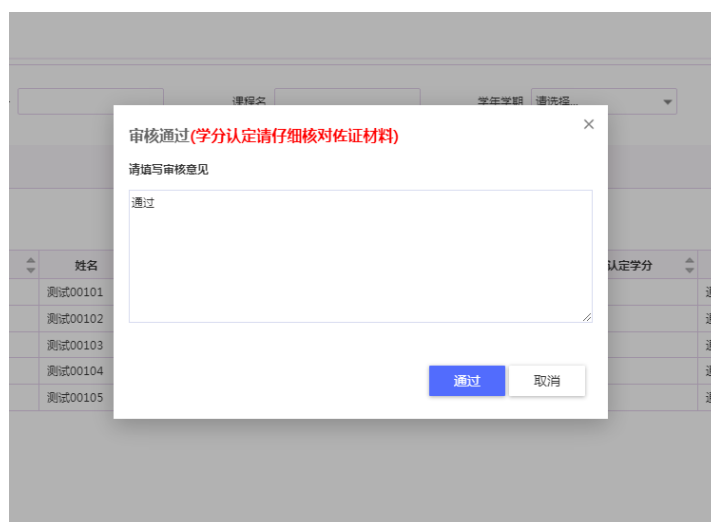 课程名
学年学期
请选择...
审核通过(学分认定请仔细核对佐证材料)
请填写审核意见
通过
姓名
认定学分
测试00101
测试00102
测试00103
测试00104
测试00105
通过
取消